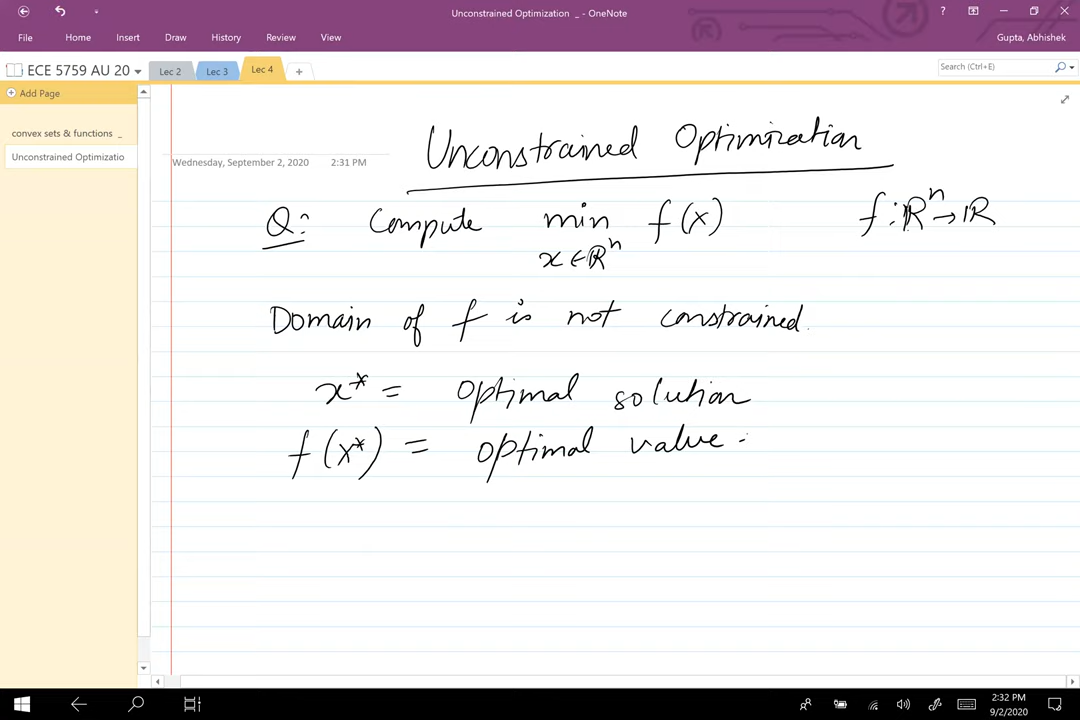 Unconstrained Optimization _ - OneNote
?
File Home Insert Draw History Review View Gupta, Abhishek
ECE 5759 AU 20 Lec 2 Lec 3 Lec 4 + Search (Ctrl+E)
Add Page
convex sets & functions _
Unconstrained Optimizatio
Wednesday, September 2, 2020 2:31 PM
Unconstrained Optimization
Q: Compute min f(x) f: ℝⁿ → ℝ
x ∈ ℝⁿ
Domain of f is not constrained.
x* = optimal solution
f(x*) = optimal value.
2:32 PM
9/2/2020